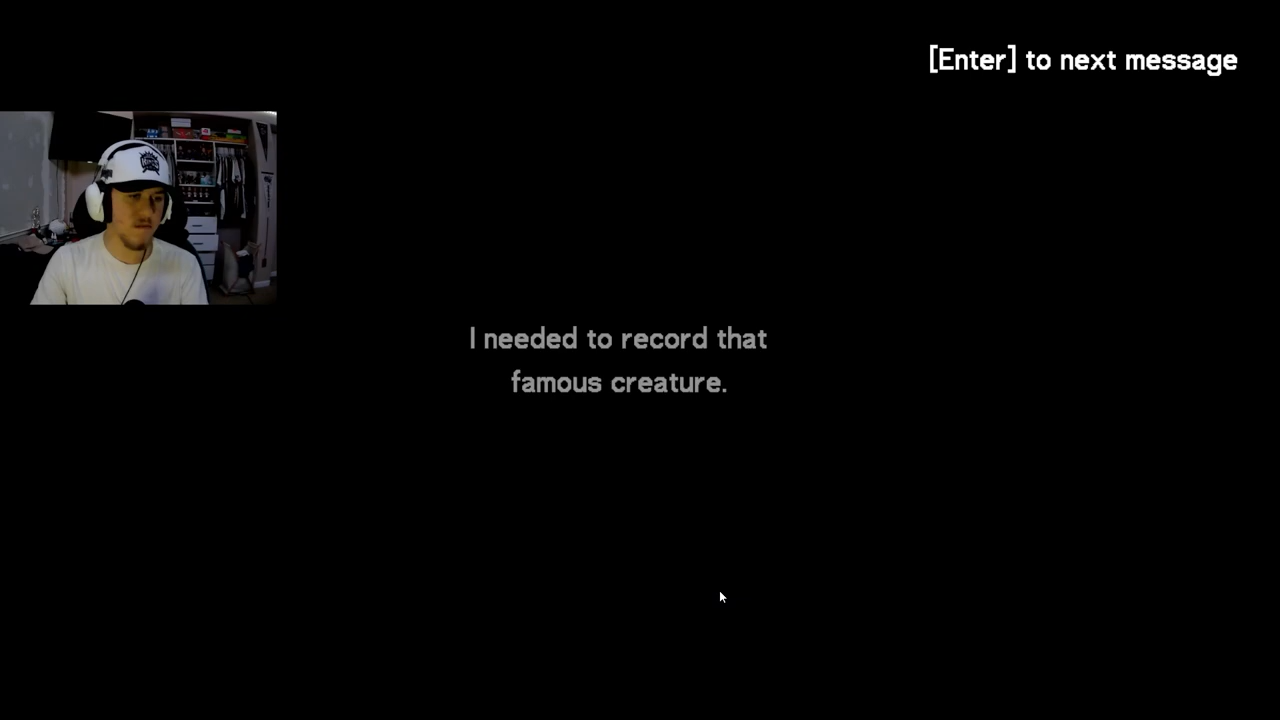 [Enter] to next message
I needed to record that
famous creature.